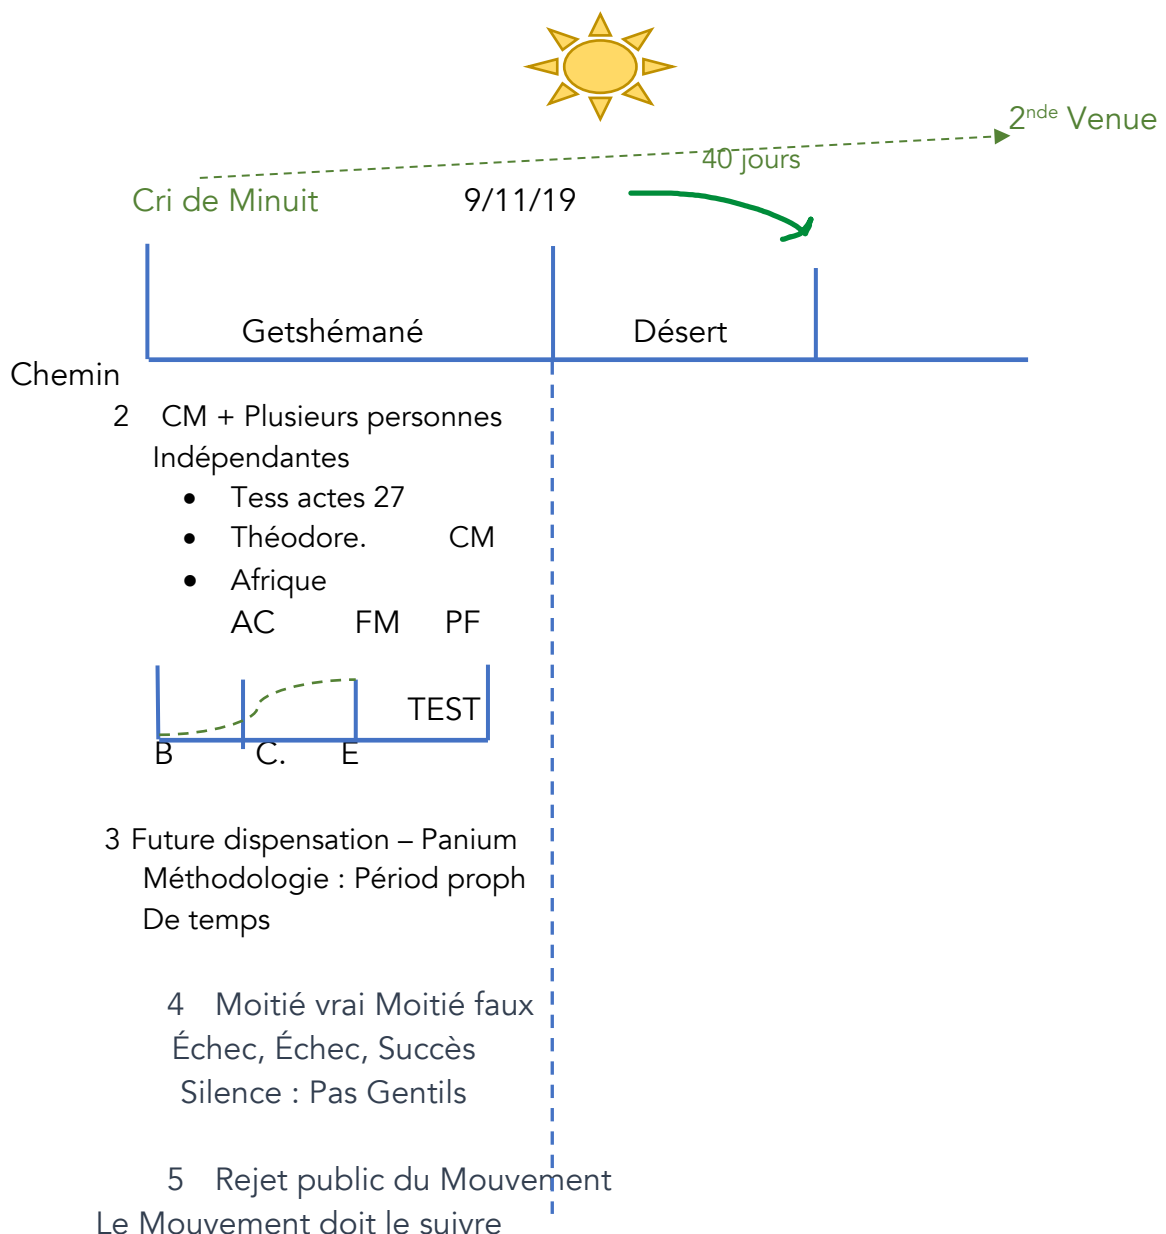 2nde Venue
40 jours
Cri de Minuit 9/11/19
Getshémané Désert
Chemin
2 CM + Plusieurs personnes
Indépendantes
• Tess actes 27
• Théodore. CM
• Afrique
AC FM PF
TEST
B C. E
3 Future dispensation – Panium
Méthodologie : Périod proph
De temps
4 Moitié vrai Moitié faux
Échec, Échec, Succès
Silence : Pas Gentils
5 Rejet public du Mouvement
Le Mouvement doit le suivre